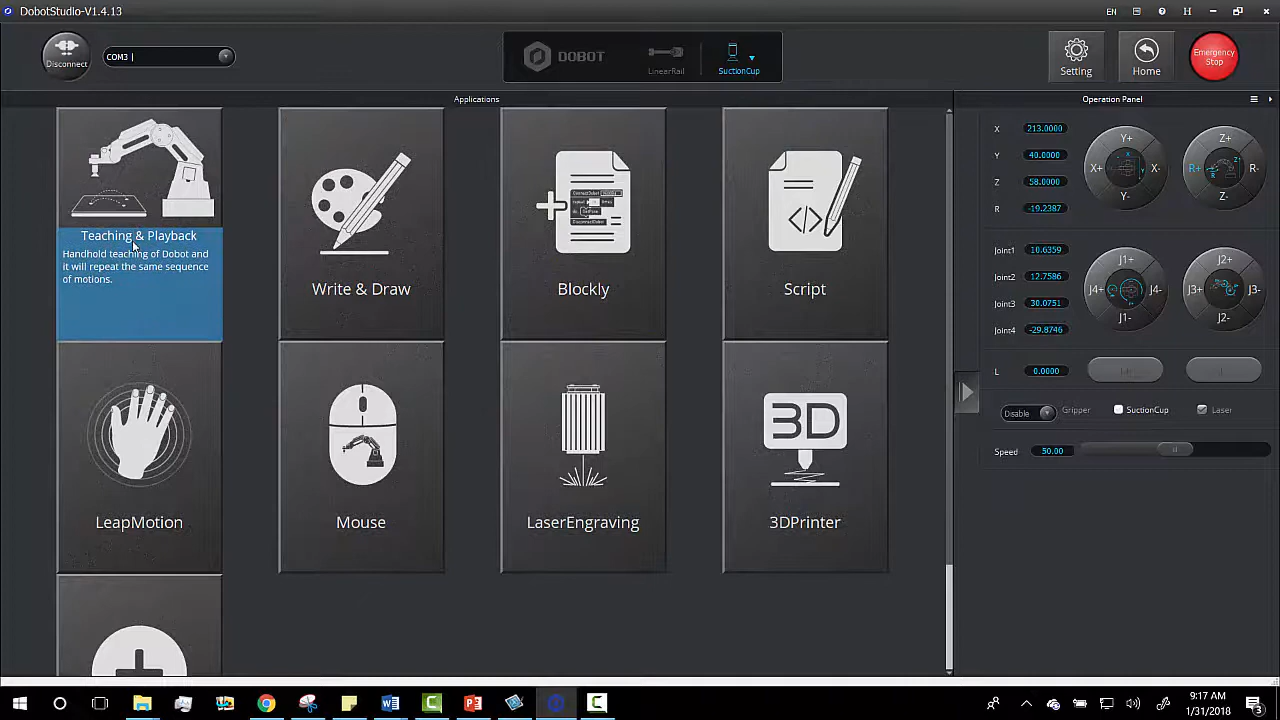 DobotStudio-V1.4.13
EN
H
Disconnect
COM3
DOBOT
LinearRail
SuctionCup
Setting
Home
Emergency
Stop
Applications
Operation Panel
Teaching & Playback
Handhold teaching of Dobot and
it will repeat the same sequence
of motions.
Write & Draw
Blockly
Script
LeapMotion
Mouse
LaserEngraving
3D
3DPrinter
X 213.0000
Y 40.0000
Z 58.0000
R -19.2387
Y+
X+ X-
Y-
Z+
R+ R-
Z-
Joint1 10.6359
Joint2 12.7586
Joint3 30.0751
Joint4 -29.8746
J1+
J4+ J4-
J1-
J2+
J3+ J3-
J2-
L 0.0000
Disable Gripper SuctionCup Laser
Speed 50.00
9:17 AM
1/31/2018
3